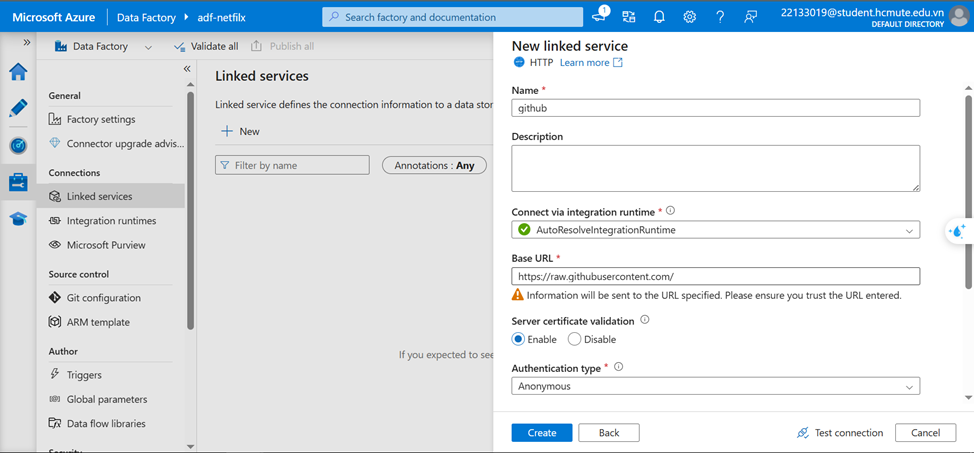 Microsoft Azure
Data Factory
adf-netfilx
Search factory and documentation
1
22133019@student.hcmute.edu.vn
DEFAULT DIRECTORY
Data Factory
Validate all
Publish all
General
Factory settings
Connector upgrade advis...
Connections
Linked services
Integration runtimes
Microsoft Purview
Source control
Git configuration
ARM template
Author
Triggers
Global parameters
Data flow libraries
Linked services
Linked service defines the connection information to a data stor
New
Filter by name
Annotations : Any
If you expected to see
New linked service
HTTP Learn more
Name *
github
Description
Connect via integration runtime *
AutoResolveIntegrationRuntime
Base URL *
https://raw.githubusercontent.com/
Information will be sent to the URL specified. Please ensure you trust the URL entered.
Server certificate validation
Enable Disable
Authentication type *
Anonymous
Create
Back
Test connection
Cancel